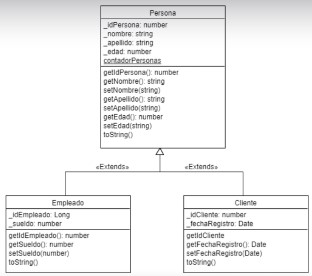 Persona
_idPersona: number
_nombre: string
_apellido: string
_edad: number
contadorPersonas
getIdPersona(): number
getNombre(): string
setNombre(string)
getApellido(): string
setApellido(string)
getEdad(): number
setEdad(string)
toString()
«Extends» «Extends»
Empleado
_idEmpleado: Long
_sueldo: number
getIdEmpleado(): number
getSueldo(): number
setSueldo(number)
toString()
Cliente
_idCliente: number
_fechaRegistro: Date
getIdCliente
getFechaRegistro(): Date
setFechaRegistro(Date)
toString()